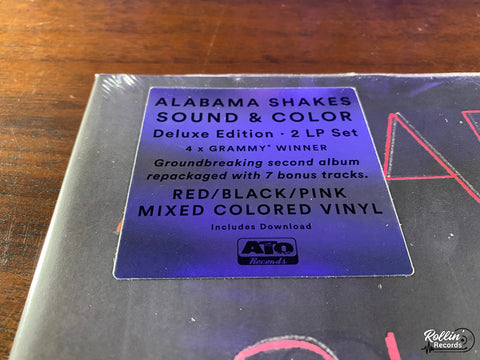 ALABAMA SHAKES
SOUND & COLOR
Deluxe Edition · 2 LP Set
4 x GRAMMY® WINNER
Groundbreaking second album
repackaged with 7 bonus tracks.
RED/BLACK/PINK
MIXED COLORED VINYL
Includes Download
ATO
Records
Rollin'
Records